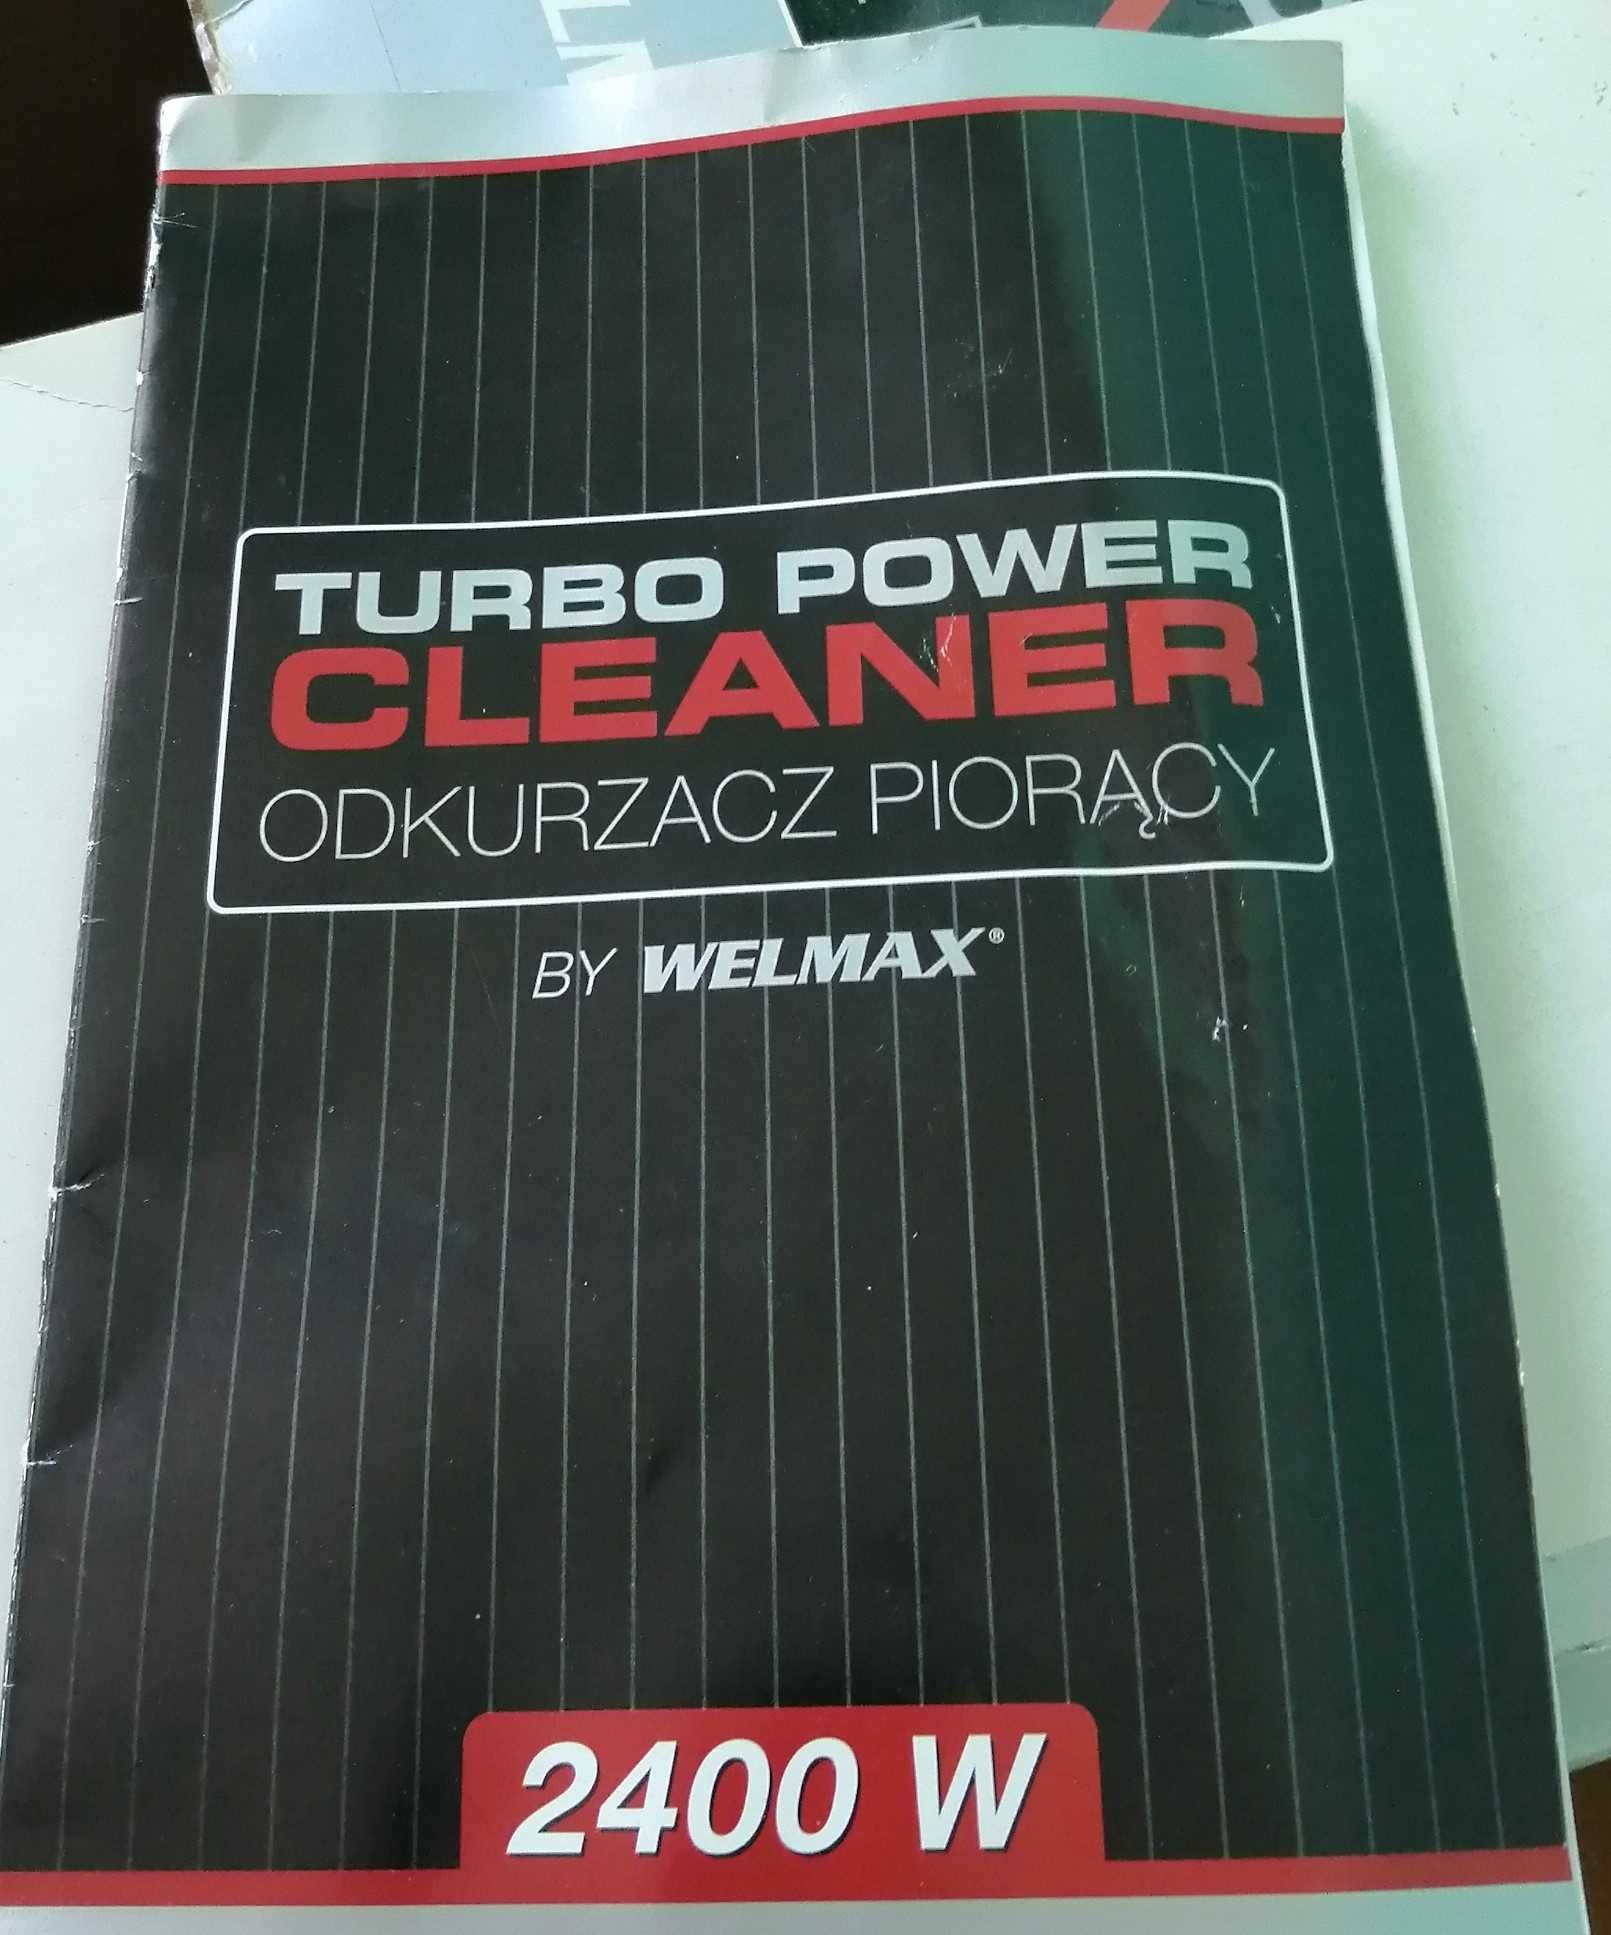 TURBO POWER
CLEANER
ODKURZACZ PIORĄCY
BY WELMAX®
2400 W